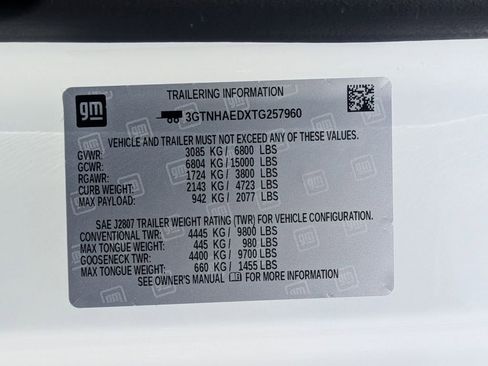 gm
TRAILERING INFORMATION
88 3GTNHAEDXTG257960
VEHICLE AND TRAILER MUST NOT EXCEED ANY OF THESE VALUES.
GVWR: 3085 KG / 6800 LBS
GCWR: 6804 KG / 15000 LBS
RGAWR: 1724 KG / 3800 LBS
CURB WEIGHT: 2143 KG / 4723 LBS
MAX PAYLOAD: 942 KG / 2077 LBS
SAE J2807 TRAILER WEIGHT RATING (TWR) FOR VEHICLE CONFIGURATION.
CONVENTIONAL TWR: 4445 KG / 9800 LBS
MAX TONGUE WEIGHT: 445 KG / 980 LBS
GOOSENECK TWR: 4400 KG / 9700 LBS
MAX TONGUE WEIGHT: 660 KG / 1455 LBS
SEE OWNER'S MANUAL FOR MORE INFORMATION